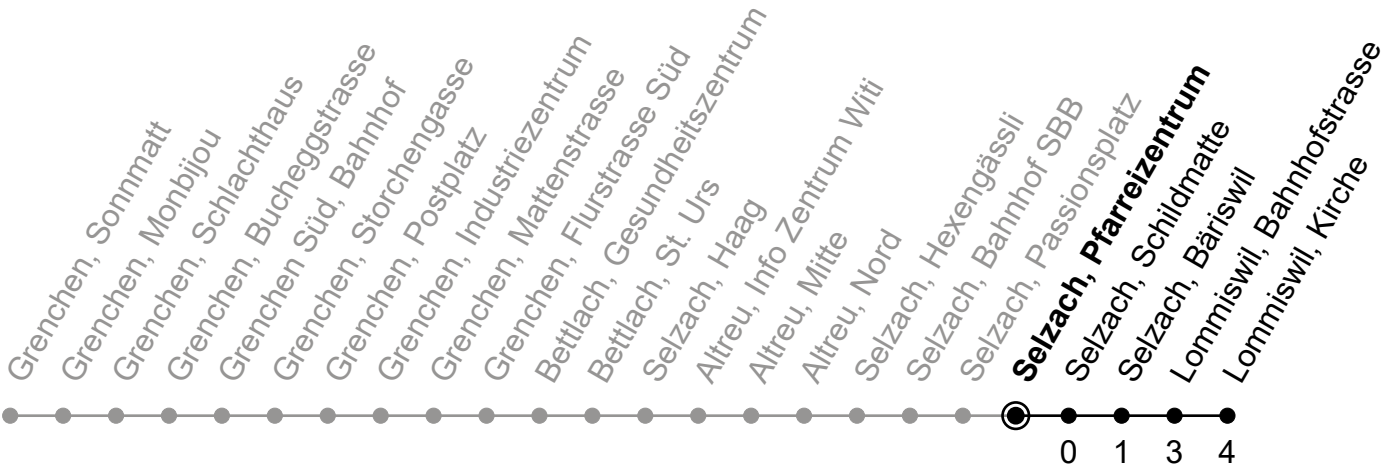 Grenchen, Sonnmatt
Grenchen, Monbijou
Grenchen, Schlachthaus
Grenchen, Bucheggstrasse
Grenchen Süd, Bahnhof
Grenchen, Storchengasse
Grenchen, Postplatz
Grenchen, Industriezentrum
Grenchen, Mattenstrasse
Grenchen, Flurstrasse Süd
Bettlach, Gesundheitszentrum
Bettlach, St. Urs
Selzach, Haag
Altreu, Info Zentrum Witi
Altreu, Mitte
Altreu, Nord
Selzach, Hexengässli
Selzach, Bahnhof SBB
Selzach, Passionsplatz
Selzach, Pfarreizentrum
Selzach, Schildmatte
Selzach, Bäriswil
Lommiswil, Bahnhofstrasse
Lommiswil, Kirche
0 1 3 4